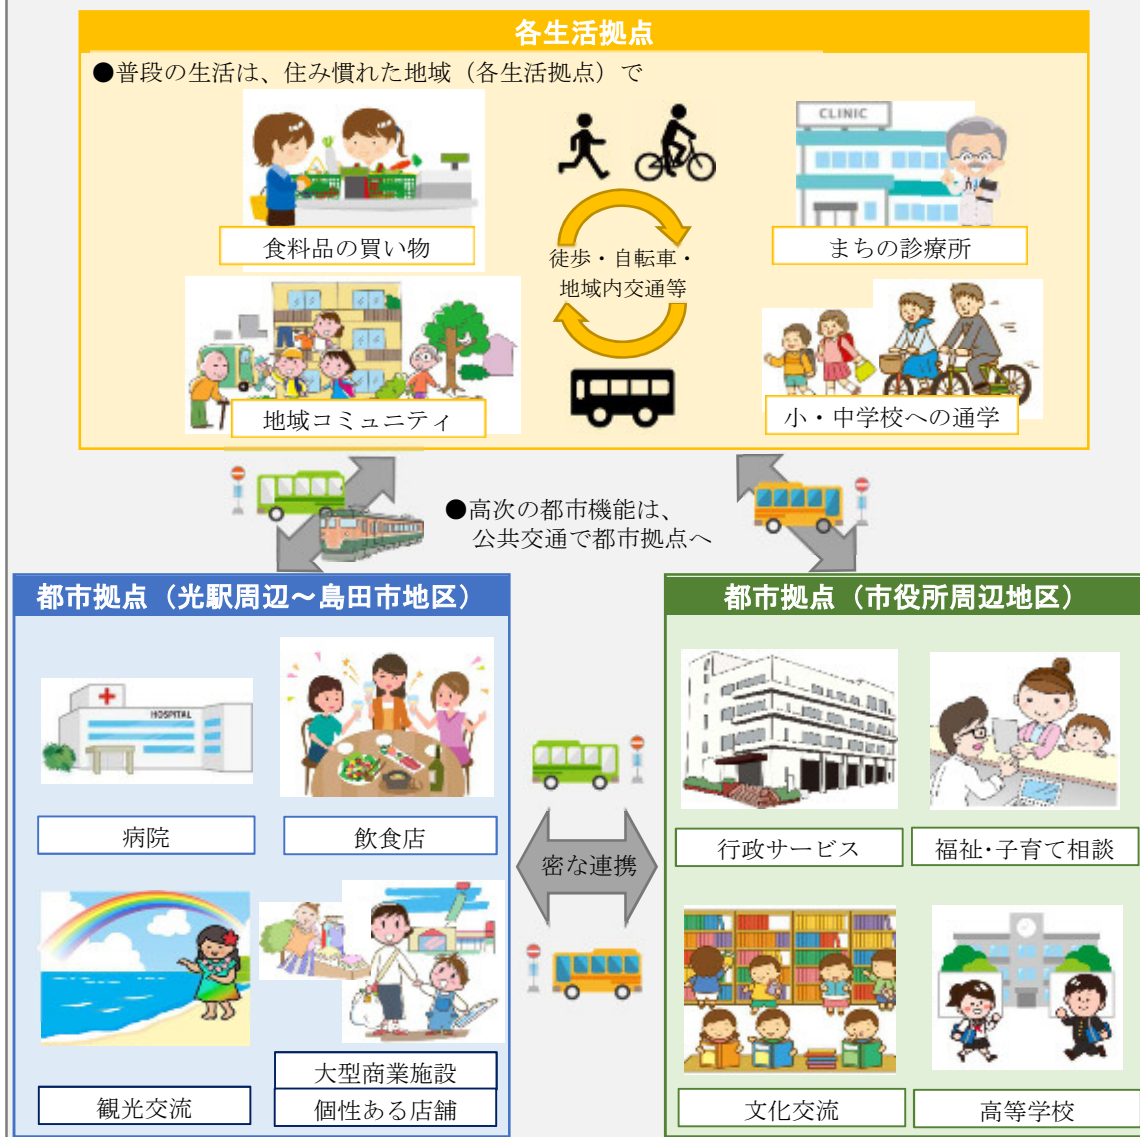 各生活拠点
●普段の生活は、住み慣れた地域（各生活拠点）で
CLINIC
食料品の買い物
徒歩・自転車・
地域内交通等
まちの診療所
地域コミュニティ
小・中学校への通学
●高次の都市機能は、
公共交通で都市拠点へ
都市拠点（光駅周辺～島田市地区）
HOSPITAL
病院
飲食店
観光交流
大型商業施設
個性ある店舗
密な連携
都市拠点（市役所周辺地区）
行政サービス
福祉・子育て相談
文化交流
高等学校